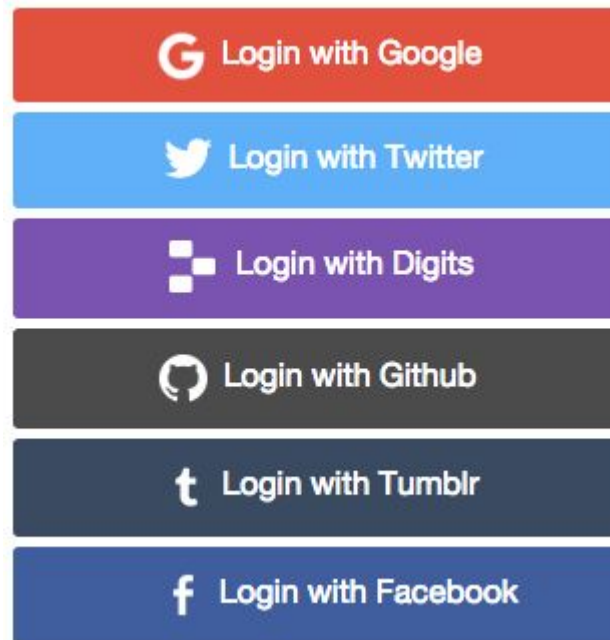 Login with Google
Login with Twitter
Login with Digits
Login with Github
Login with Tumblr
Login with Facebook